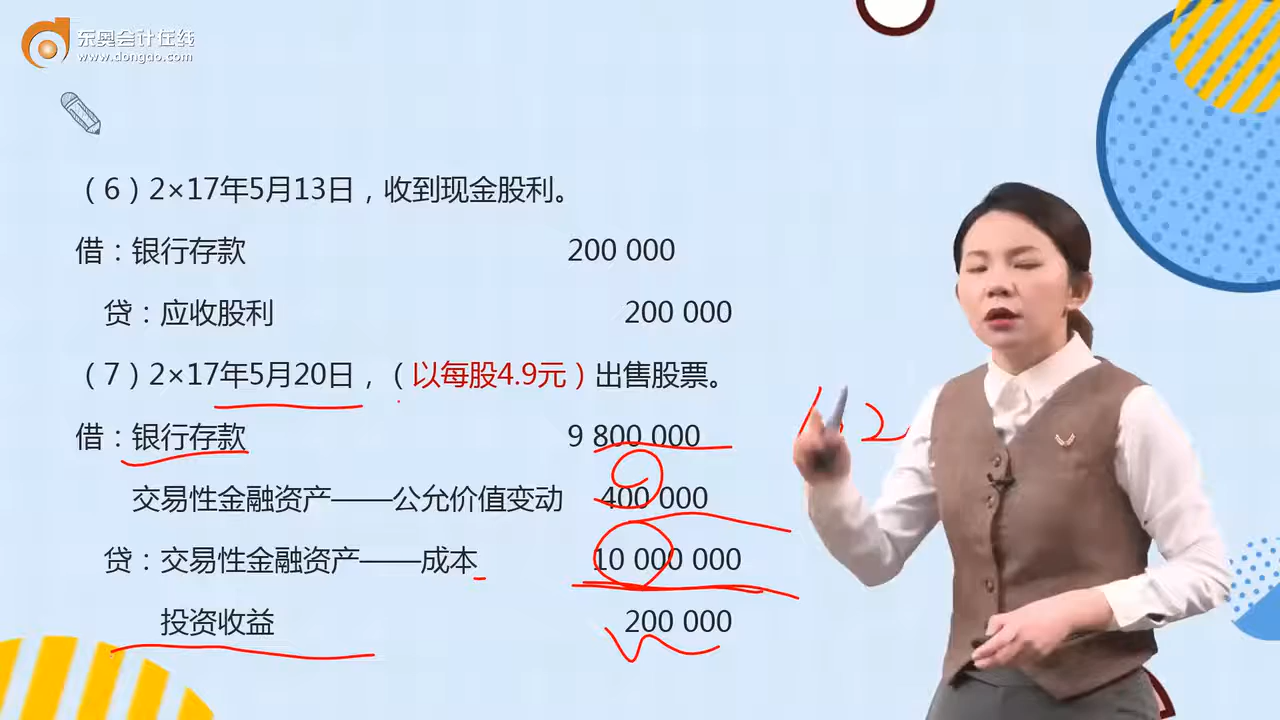 东奥会计在线
www.dongao.com
（6）2×17年5月13日，收到现金股利。
借：银行存款 200 000
贷：应收股利 200 000
（7）2×17年5月20日，（以每股4.9元）出售股票。
借：银行存款 9 800 000
交易性金融资产——公允价值变动 400 000
贷：交易性金融资产——成本 10 000 000
投资收益 200 000